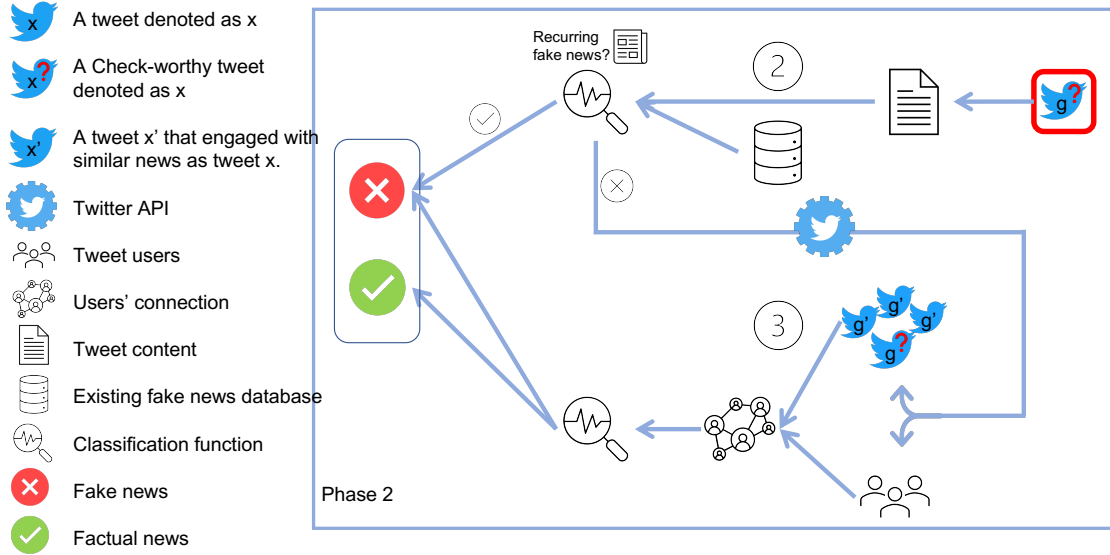 x
A tweet denoted as x
x?
A Check-worthy tweet
denoted as x
x'
A tweet x’ that engaged with
similar news as tweet x.
Twitter API
Tweet users
Users’ connection
Tweet content
Existing fake news database
Classification function
Fake news
Factual news
Recurring
fake news?
2
g?
3
g'
g'
g'
g?
Phase 2